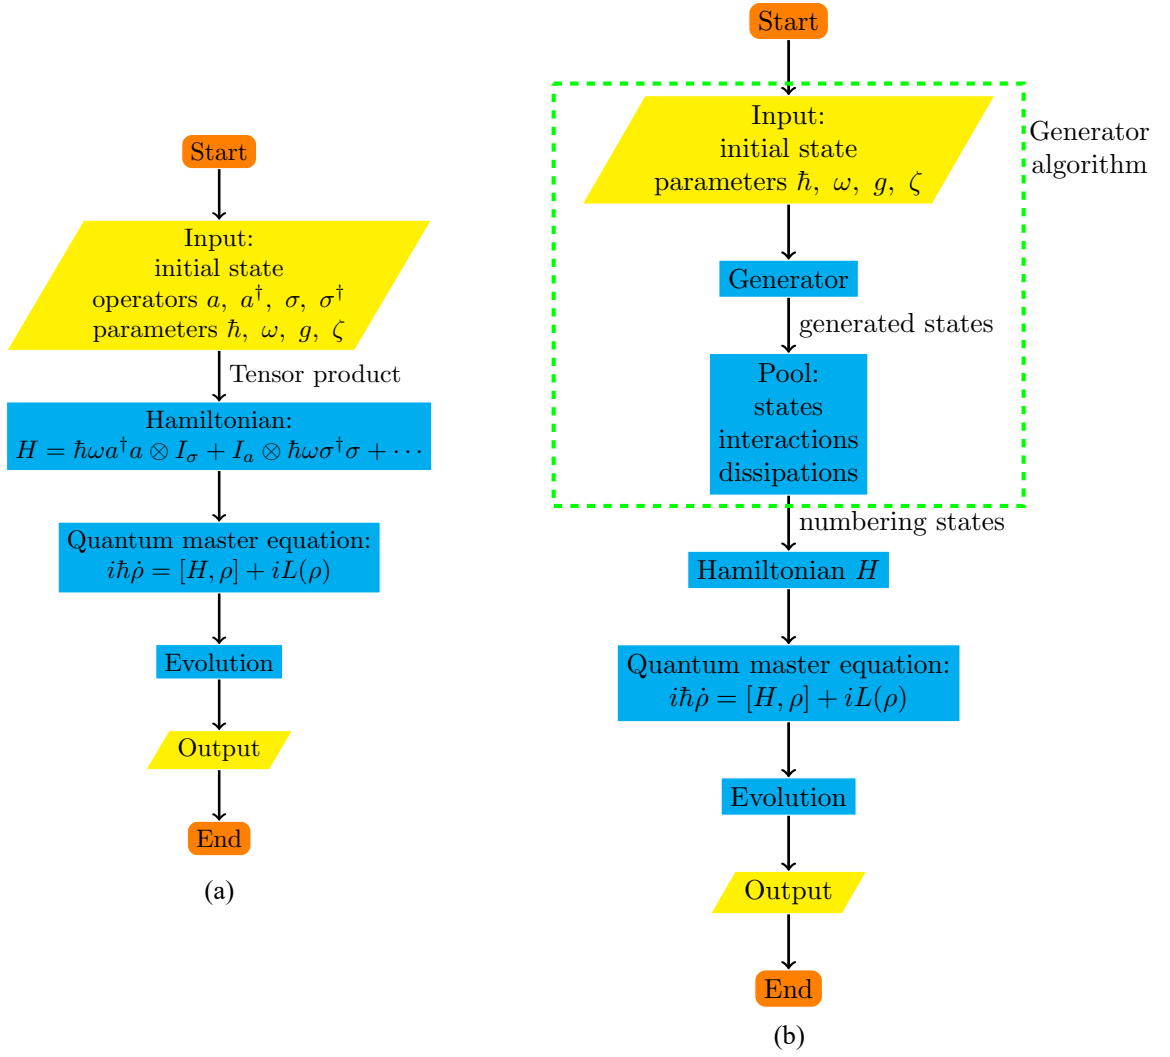 Start
Input:
initial state
operators a, a†, σ, σ†
parameters ħ, ω, g, ζ
Tensor product
Hamiltonian:
H = ħωa†a ⊗ Iσ + Ia ⊗ ħωσ†σ + ⋯
Quantum master equation:
iħρ̇ = [H, ρ] + iL(ρ)
Evolution
Output
End
(a)
Start
Input:
initial state
parameters ħ, ω, g, ζ
Generator
algorithm
Generator
generated states
Pool:
states
interactions
dissipations
numbering states
Hamiltonian H
Quantum master equation:
iħρ̇ = [H, ρ] + iL(ρ)
Evolution
Output
End
(b)